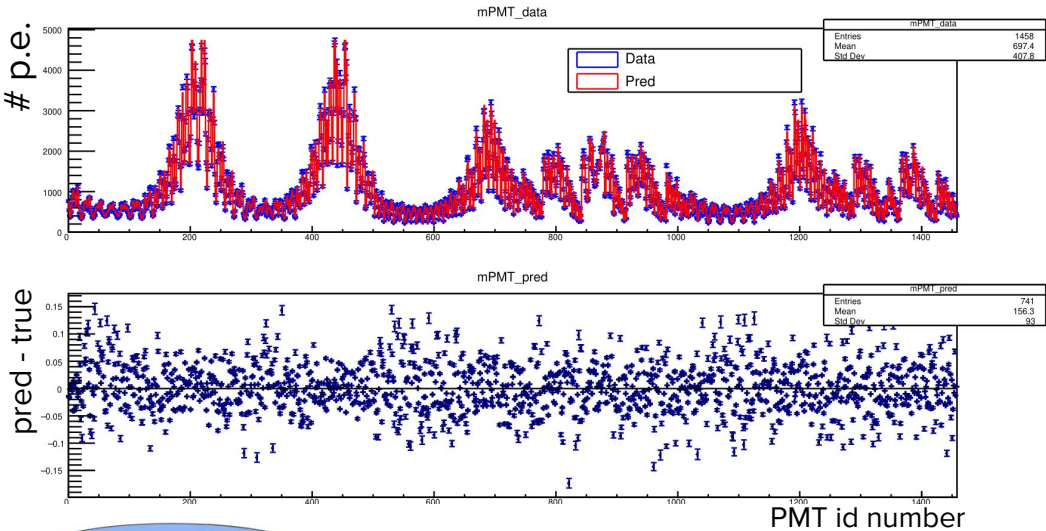 mPMT_data
# p.e.
5000
4000
3000
2000
1000
0
0 200 400 600 800 1000 1200 1400
Data
Pred
mPMT_data
Entries 1458
Mean 697.4
Std Dev 407.8
mPMT_pred
pred - true
0.15
0.1
0.05
0
−0.05
−0.1
−0.15
0 200 400 600 800 1000 1200 1400
mPMT_pred
Entries 741
Mean 156.3
Std Dev 93
PMT id number